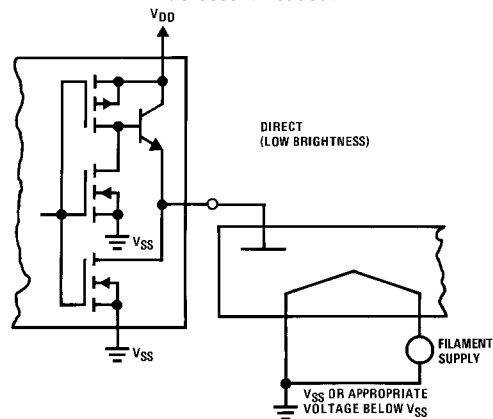 VDD
DIRECT
(LOW BRIGHTNESS)
VSS
VSS
FILAMENT
SUPPLY
VSS OR APPROPRIATE
VOLTAGE BELOW VSS